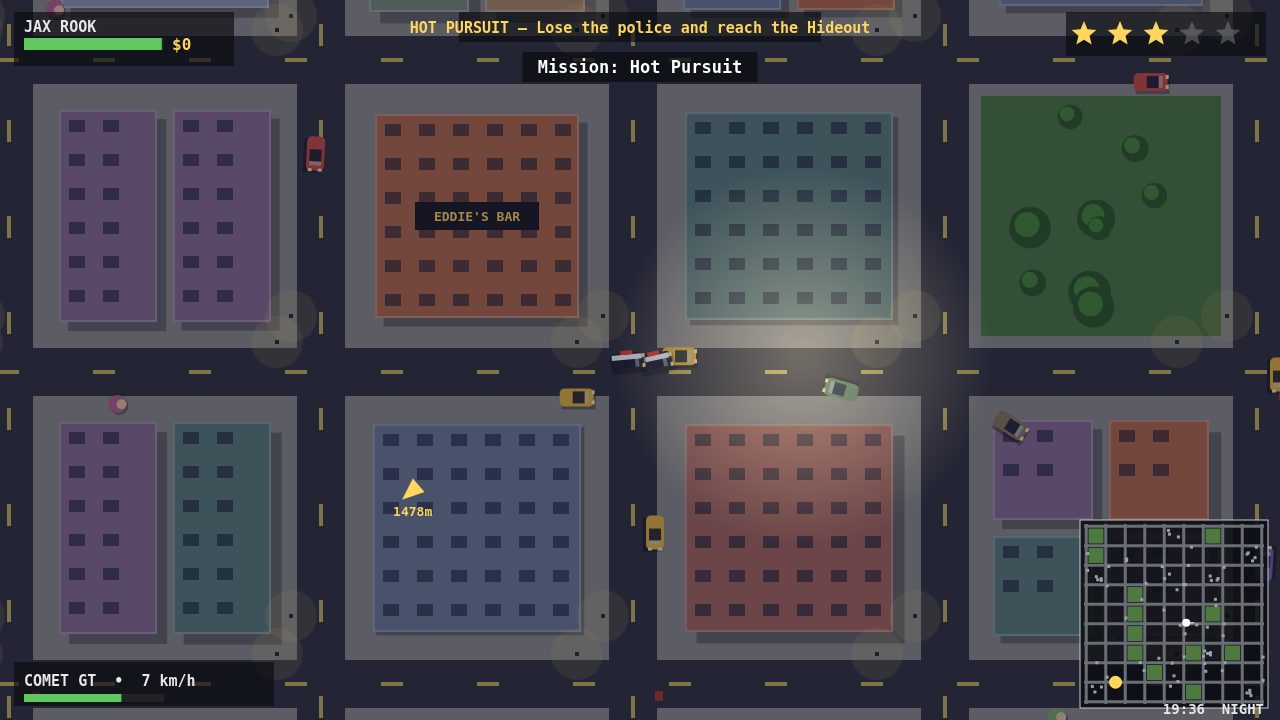 JAX ROOK
$0
HOT PURSUIT — Lose the police and reach the Hideout
Mission: Hot Pursuit
EDDIE'S BAR
1478m
COMET GT • 7 km/h
19:36 NIGHT